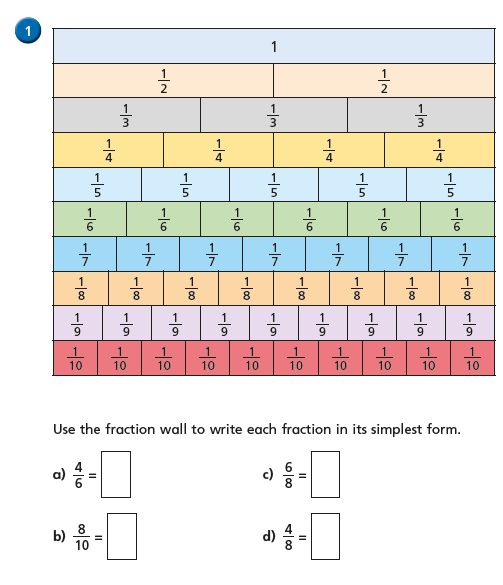 1
1
1/2 1/2
1/3 1/3 1/3
1/4 1/4 1/4 1/4
1/5 1/5 1/5 1/5 1/5
1/6 1/6 1/6 1/6 1/6 1/6
1/7 1/7 1/7 1/7 1/7 1/7 1/7
1/8 1/8 1/8 1/8 1/8 1/8 1/8 1/8
1/9 1/9 1/9 1/9 1/9 1/9 1/9 1/9 1/9
1/10 1/10 1/10 1/10 1/10 1/10 1/10 1/10 1/10 1/10
Use the fraction wall to write each fraction in its simplest form.
a) 4/6 =
c) 6/8 =
b) 8/10 =
d) 4/8 =